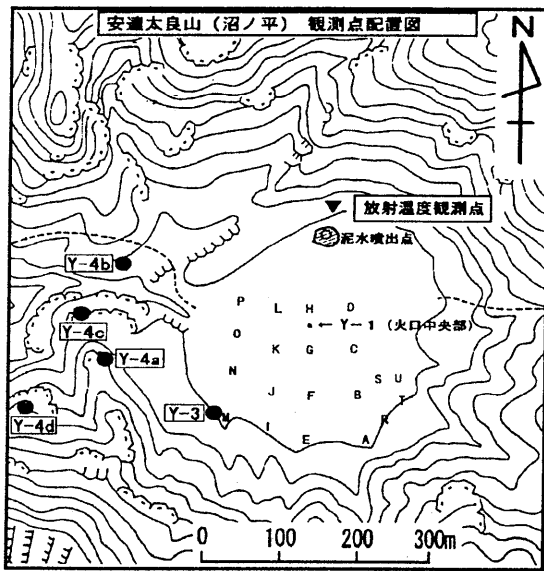 安達太良山（沼ノ平） 観測点配置図
N
放射温度観測点
泥水噴出点
Y-4b
P L H D
Y-4c
← Y-1（火口中央部）
O
K G C
Y-4a
N
S U
J F B T
Y-4d
Y-3
M
R
I E A
0 100 200 300m